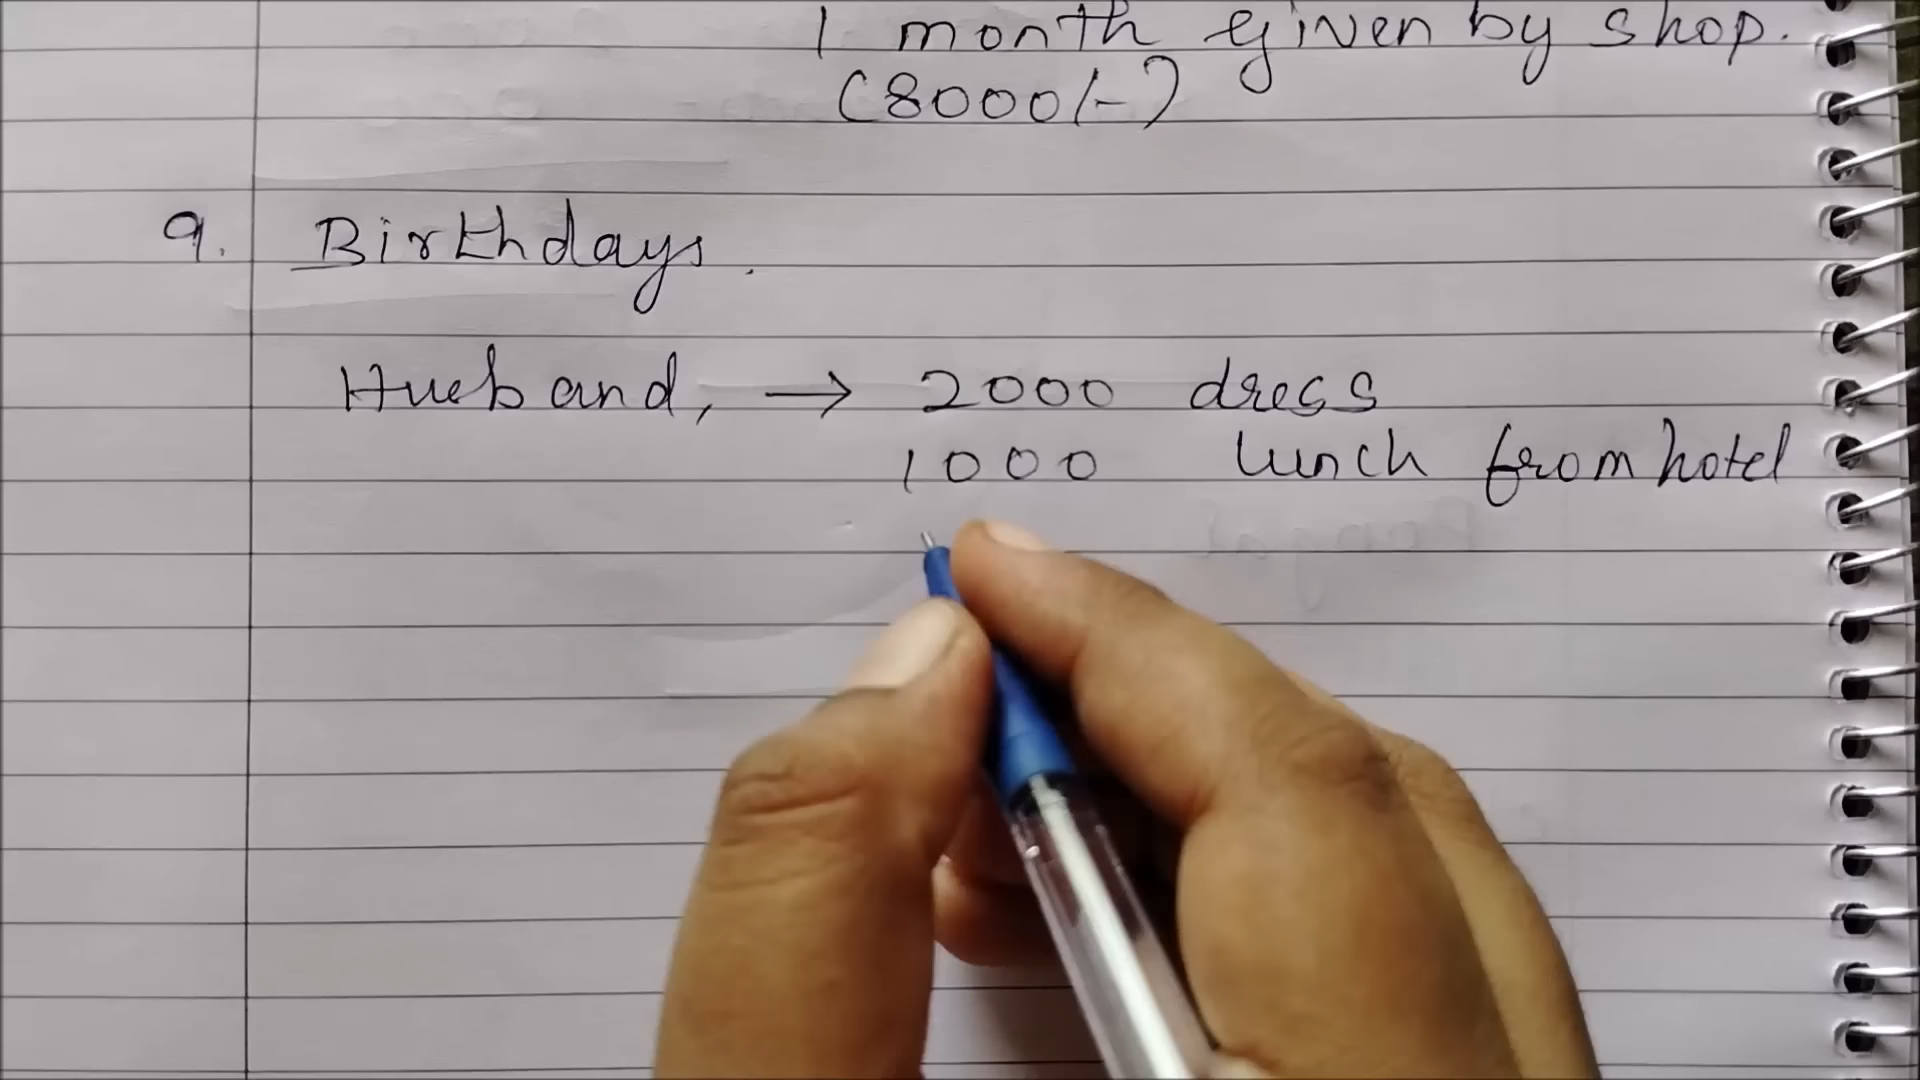 1 month given by shop.
(8000/-)
9. Birthdays.
Husband, → 2000 dress
1000 lunch from hotel